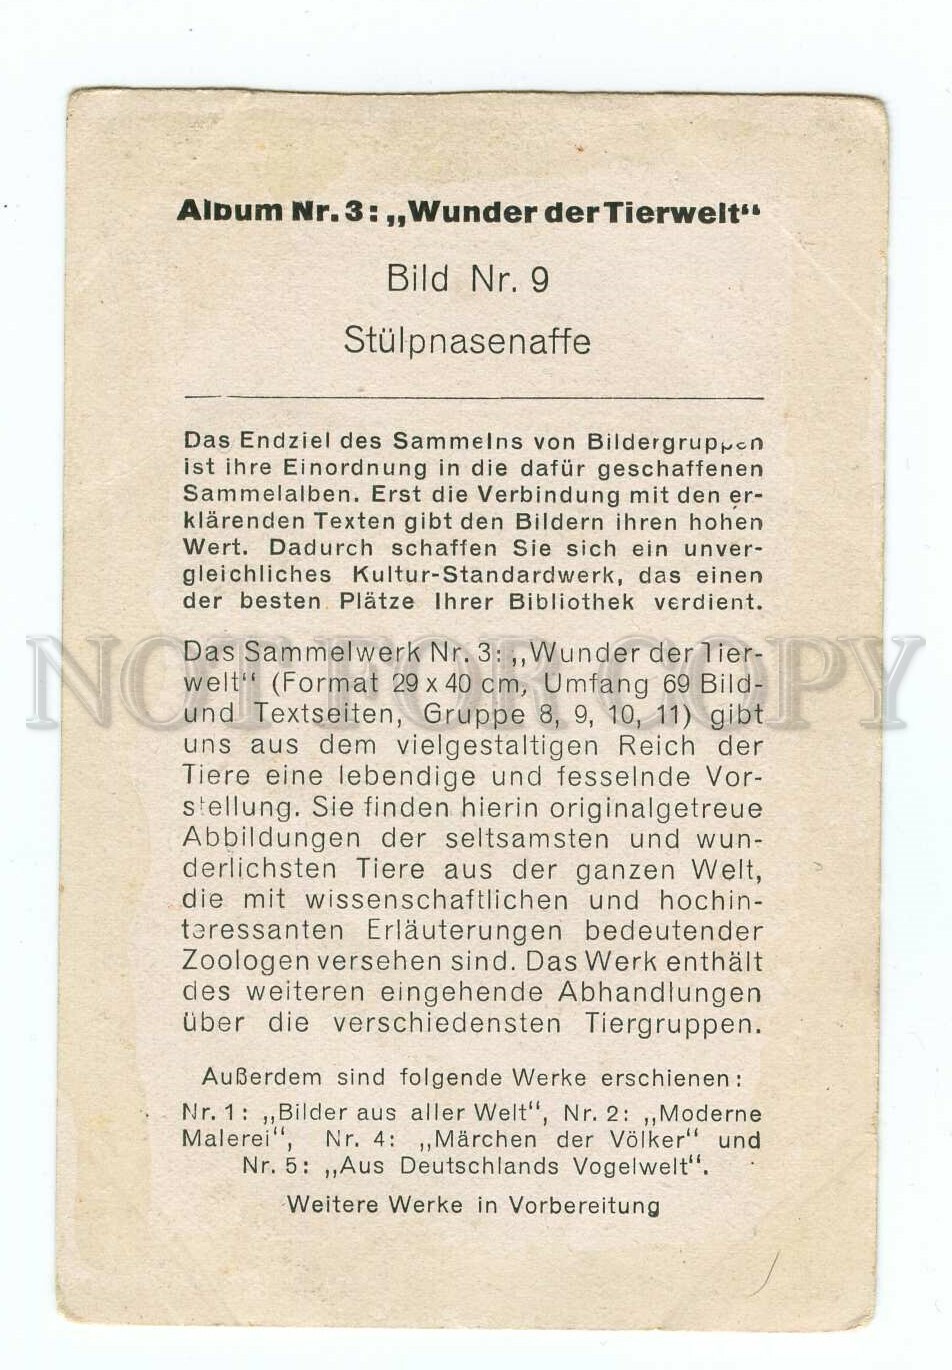 Album Nr. 3: „Wunder der Tierwelt“
Bild Nr. 9
Stülpnasenaffe
Das Endziel des Sammelns von Bildergruppen
ist ihre Einordnung in die dafür geschaffenen
Sammelalben. Erst die Verbindung mit den er-
klärenden Texten gibt den Bildern ihren hohen
Wert. Dadurch schaffen Sie sich ein unver-
gleichliches Kultur-Standardwerk, das einen
der besten Plätze Ihrer Bibliothek verdient.
NOT FOR COPY
Das Sammelwerk Nr. 3: „Wunder der Tier-
welt“ (Format 29 x 40 cm, Umfang 69 Bild-
und Textseiten, Gruppe 8, 9, 10, 11) gibt
uns aus dem vielgestaltigen Reich der
Tiere eine lebendige und fesselnde Vor-
stellung. Sie finden hierin originalgetreue
Abbildungen der seltsamsten und wun-
derlichsten Tiere aus der ganzen Welt,
die mit wissenschaftlichen und hochin-
teressanten Erläuterungen bedeutender
Zoologen versehen sind. Das Werk enthält
des weiteren eingehende Abhandlungen
über die verschiedensten Tiergruppen.
Außerdem sind folgende Werke erschienen:
Nr. 1: „Bilder aus aller Welt“, Nr. 2: „Moderne
Malerei“, Nr. 4: „Märchen der Völker“ und
Nr. 5: „Aus Deutschlands Vogelwelt“.
Weitere Werke in Vorbereitung